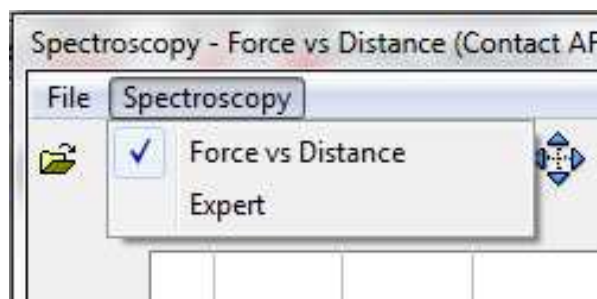 Spectroscopy - Force vs Distance (Contact AF
File Spectroscopy
Force vs Distance
Expert